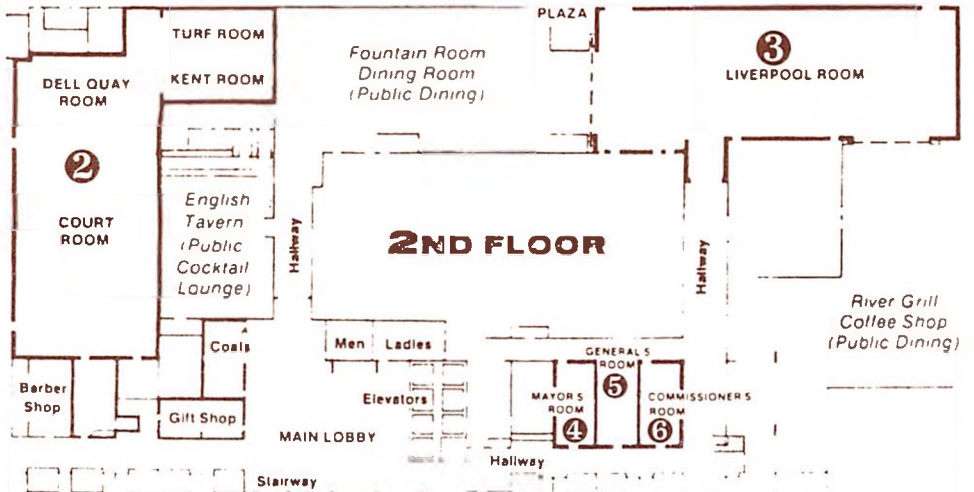 PLAZA
TURF ROOM
KENT ROOM
DELL QUAY
ROOM
2
COURT
ROOM
Fountain Room
Dining Room
(Public Dining)
3
LIVERPOOL ROOM
English
Tavern
(Public
Cocktail
Lounge)
Hallway
2ND FLOOR
Hallway
River Grill
Coffee Shop
(Public Dining)
Coats
Men
Ladies
Barber
Shop
Gift Shop
Elevators
MAIN LOBBY
GENERAL'S
ROOM
5
MAYOR'S
ROOM
4
COMMISSIONER'S
ROOM
6
Hallway
Stairway